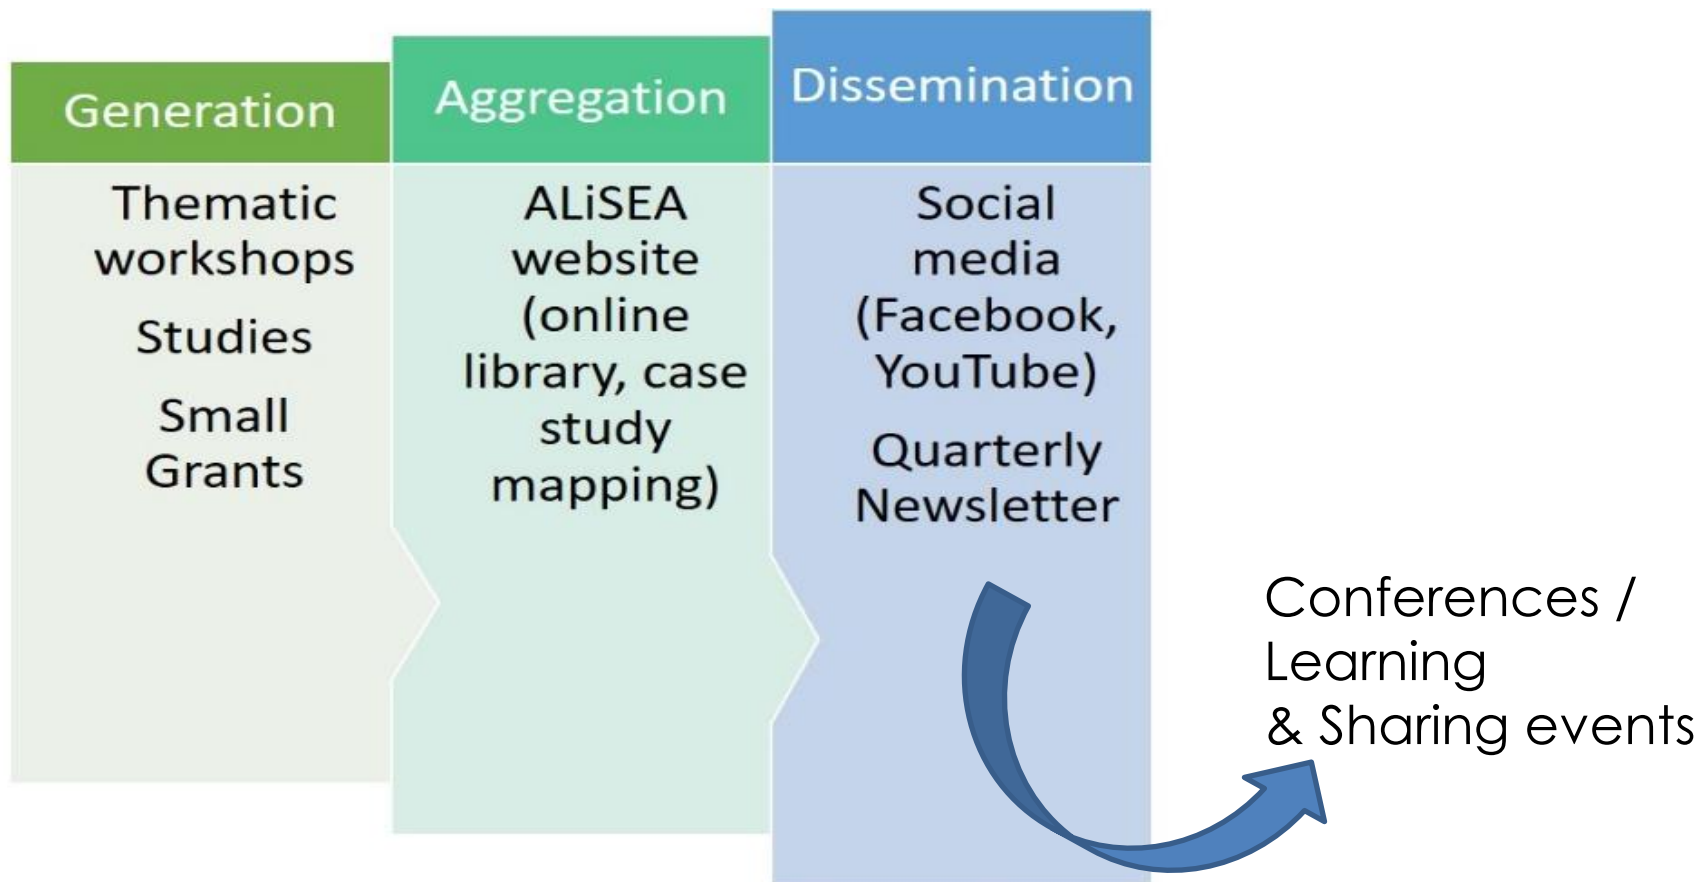 Generation
Thematic
workshops
Studies
Small
Grants
Aggregation
ALiSEA
website
(online
library, case
study
mapping)
Dissemination
Social
media
(Facebook,
YouTube)
Quarterly
Newsletter
Conferences /
Learning
& Sharing events